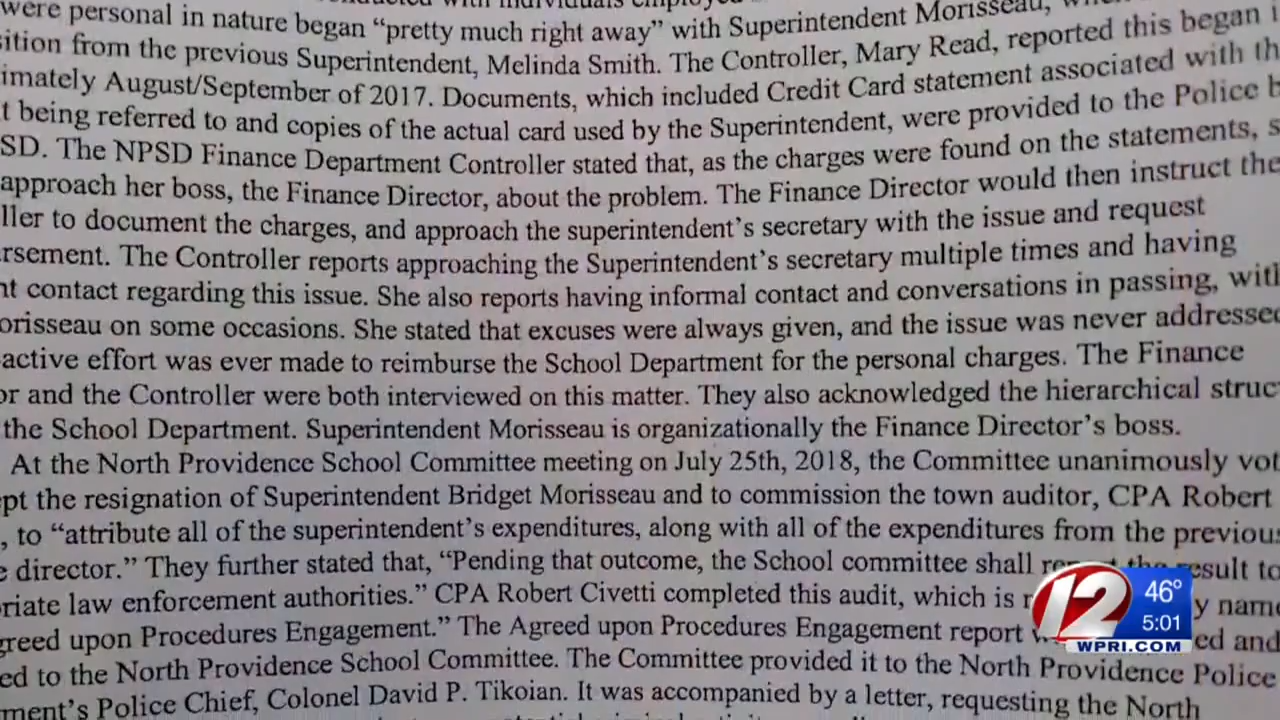 were personal in nature began “pretty much right away” with Superintendent Morisseau,
ition from the previous Superintendent, Melinda Smith. The Controller, Mary Read, reported this began
imately August/September of 2017. Documents, which included Credit Card statement associated with th
t being referred to and copies of the actual card used by the Superintendent, were provided to the Police b
SD. The NPSD Finance Department Controller stated that, as the charges were found on the statements, s
approach her boss, the Finance Director, about the problem. The Finance Director would then instruct the
ller to document the charges, and approach the superintendent’s secretary with the issue and request
rsement. The Controller reports approaching the Superintendent’s secretary multiple times and having
nt contact regarding this issue. She also reports having informal contact and conversations in passing, with
orisseau on some occasions. She stated that excuses were always given, and the issue was never addressed
active effort was ever made to reimburse the School Department for the personal charges. The Finance
or and the Controller were both interviewed on this matter. They also acknowledged the hierarchical struc
the School Department. Superintendent Morisseau is organizationally the Finance Director’s boss.
At the North Providence School Committee meeting on July 25th, 2018, the Committee unanimously vot
pt the resignation of Superintendent Bridget Morisseau and to commission the town auditor, CPA Robert
, to “attribute all of the superintendent’s expenditures, along with all of the expenditures from the previous
e director.” They further stated that, “Pending that outcome, the School committee shall the result to
riate law enforcement authorities.” CPA Robert Civetti completed this audit, which is y name
greed upon Procedures Engagement.” The Agreed upon Procedures Engagement report ed and
ed to the North Providence School Committee. The Committee provided it to the North Providence Police
ment’s Police Chief, Colonel David P. Tikoian. It was accompanied by a letter, requesting the North
12
46°
5:01
WPRI.COM